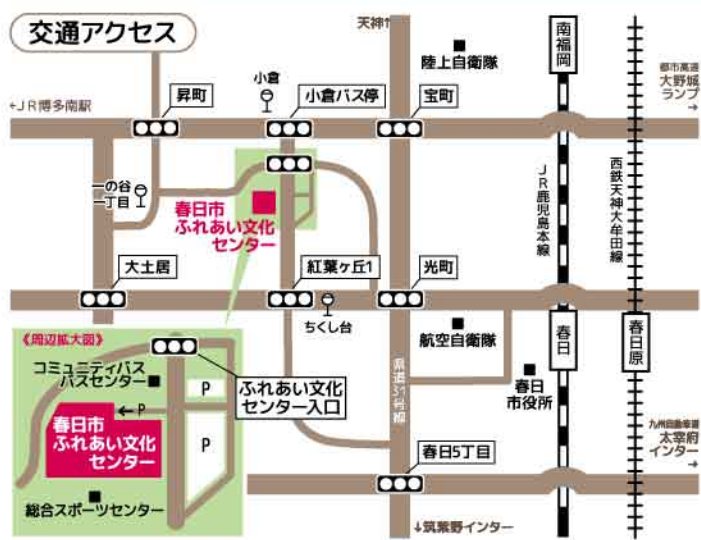 交通アクセス
天神↑
陸上自衛隊
南福岡
都市高速
大野城
ランプ
→
←JR博多南駅
昇町
小倉
小倉バス停
宝町
一の谷
一丁目
春日市
ふれあい文化
センター
JR鹿児島本線
西鉄天神大牟田線
大土居
紅葉ヶ丘1
光町
ちくし台
航空自衛隊
春日
春日原
《周辺拡大図》
コミュニティバス
バスセンター
ふれあい文化
センター入口
県道31号線
春日
市役所
P
←P
P
春日市
ふれあい文化
センター
九州自動車道
太宰府
インター
→
春日5丁目
総合スポーツセンター
↓筑紫野インター